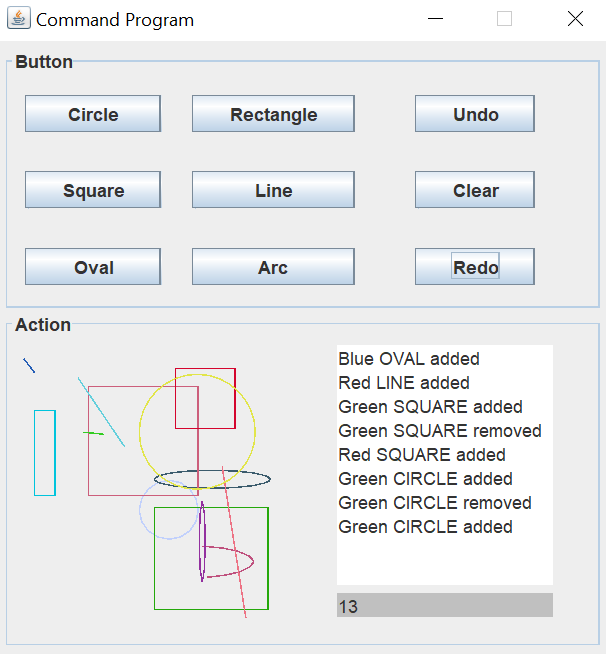 Command Program
Button
Circle
Rectangle
Undo
Square
Line
Clear
Oval
Arc
Redo
Action
Blue OVAL added
Red LINE added
Green SQUARE added
Green SQUARE removed
Red SQUARE added
Green CIRCLE added
Green CIRCLE removed
Green CIRCLE added
13